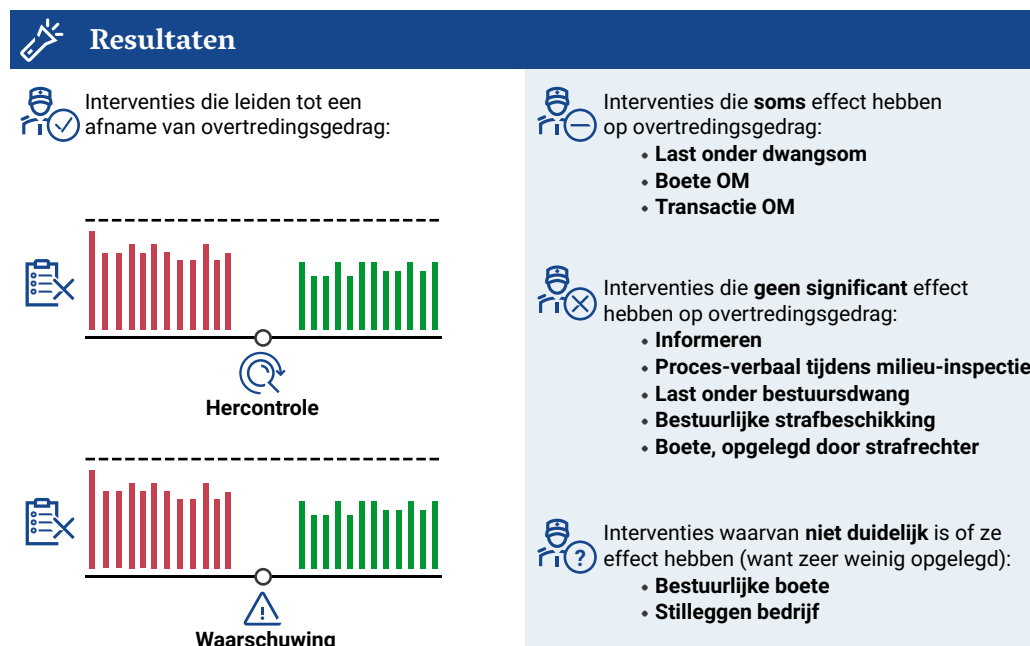 Resultaten
Interventies die leiden tot een
afname van overtredingsgedrag:
Hercontrole
Waarschuwing
Interventies die soms effect hebben
op overtredingsgedrag:
• Last onder dwangsom
• Boete OM
• Transactie OM
Interventies die geen significant effect
hebben op overtredingsgedrag:
• Informeren
• Proces-verbaal tijdens milieu-inspectie
• Last onder bestuursdwang
• Bestuurlijke strafbeschikking
• Boete, opgelegd door strafrechter
Interventies waarvan niet duidelijk is of ze
effect hebben (want zeer weinig opgelegd):
• Bestuurlijke boete
• Stilleggen bedrijf